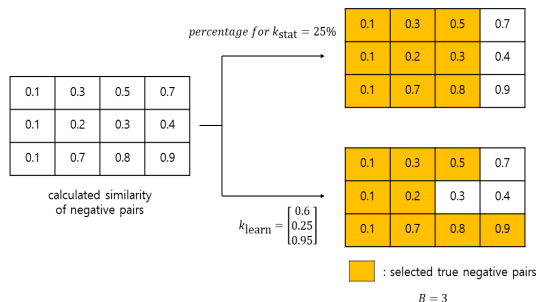 percentage for k_stat = 25%
0.1 0.3 0.5 0.7
0.1 0.2 0.3 0.4
0.1 0.7 0.8 0.9
0.1 0.3 0.5 0.7
0.1 0.2 0.3 0.4
0.1 0.7 0.8 0.9
calculated similarity
of negative pairs
k_learn = [0.6
0.25
0.95]
0.1 0.3 0.5 0.7
0.1 0.2 0.3 0.4
0.1 0.7 0.8 0.9
: selected true negative pairs
B = 3